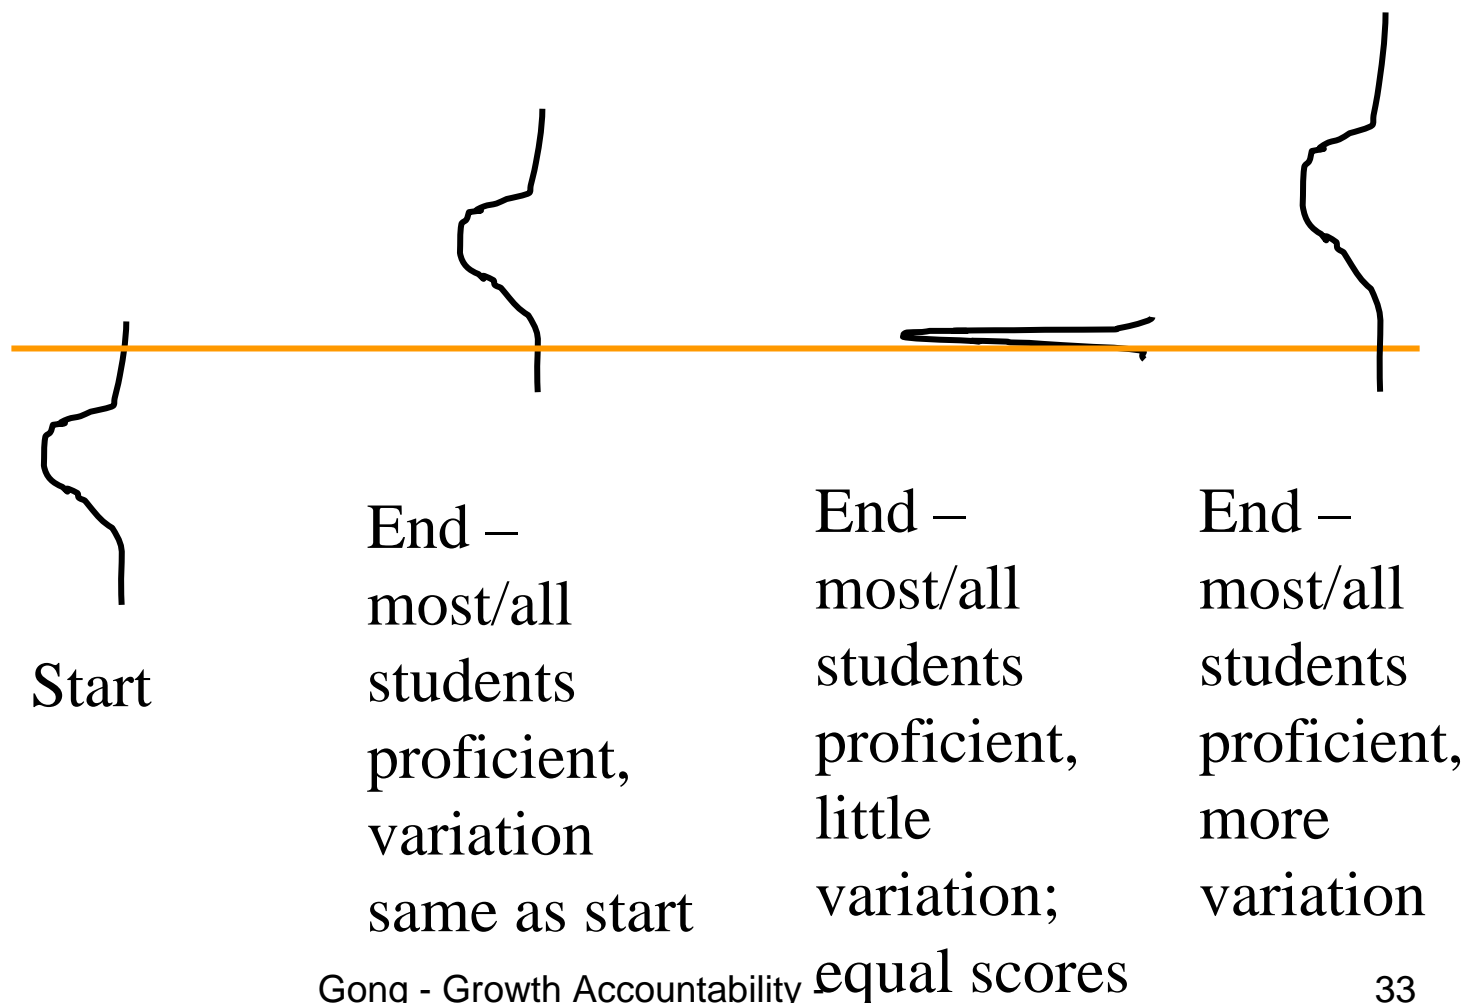 Start
End –
most/all
students
proficient,
variation
same as start
End –
most/all
students
proficient,
little
variation;
equal scores
End –
most/all
students
proficient,
more
variation
Gong - Growth Accountability -
33